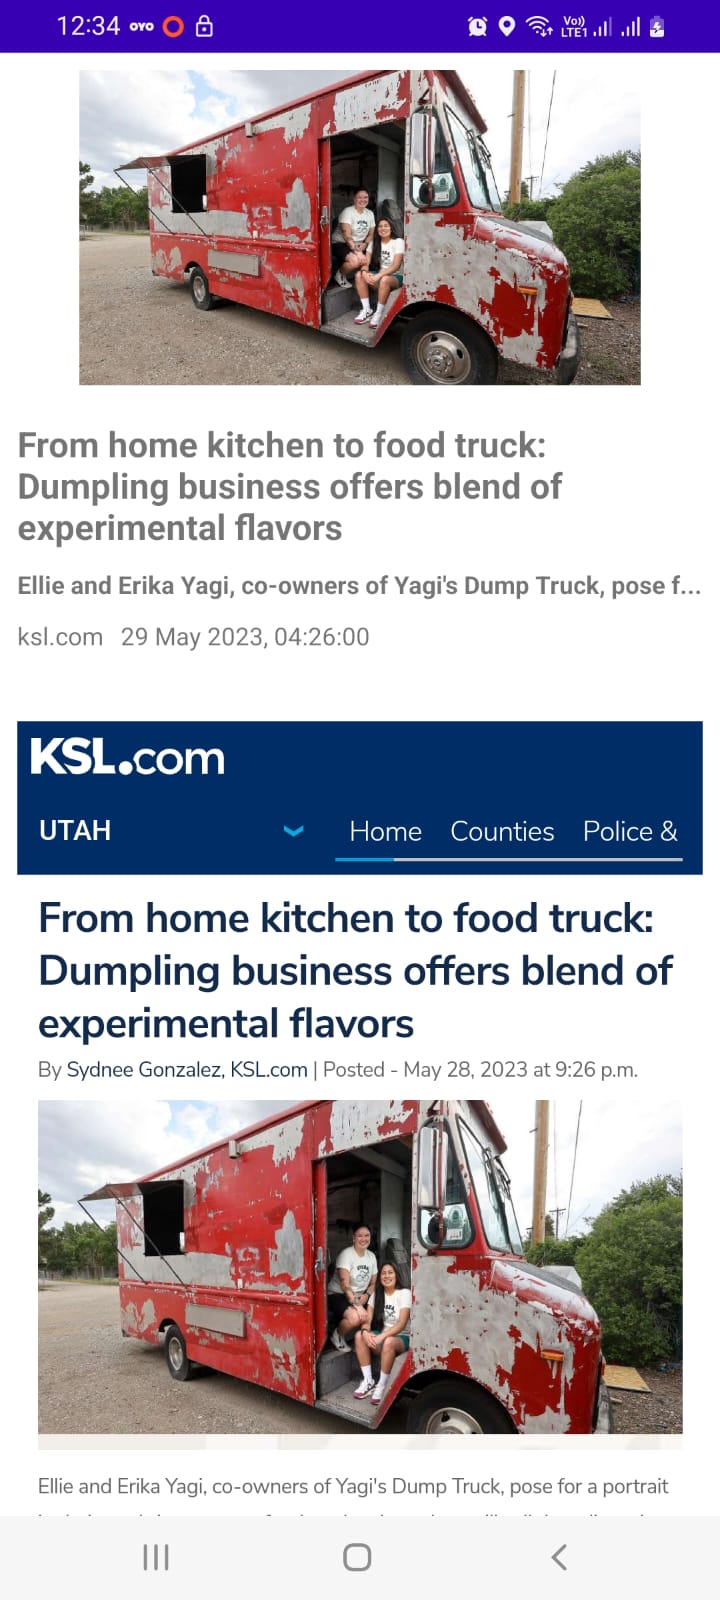 12:34 OYO Vo)) LTE1
From home kitchen to food truck:
Dumpling business offers blend of
experimental flavors
Ellie and Erika Yagi, co-owners of Yagi's Dump Truck, pose f...
ksl.com 29 May 2023, 04:26:00
KSL.com
UTAH Home Counties Police &
From home kitchen to food truck:
Dumpling business offers blend of
experimental flavors
By Sydnee Gonzalez, KSL.com | Posted - May 28, 2023 at 9:26 p.m.
Ellie and Erika Yagi, co-owners of Yagi's Dump Truck, pose for a portrait